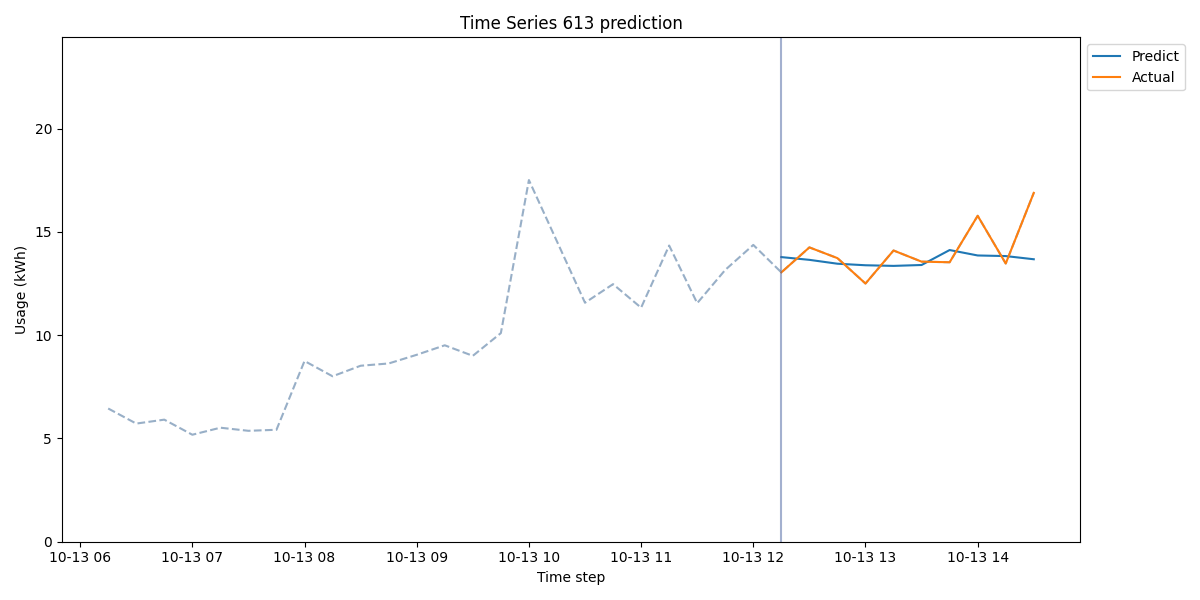 Time Series 613 prediction
Predict
Actual
20
15
10
5
0
Usage (kWh)
10-13 06
10-13 07
10-13 08
10-13 09
10-13 10
10-13 11
10-13 12
10-13 13
10-13 14
Time step